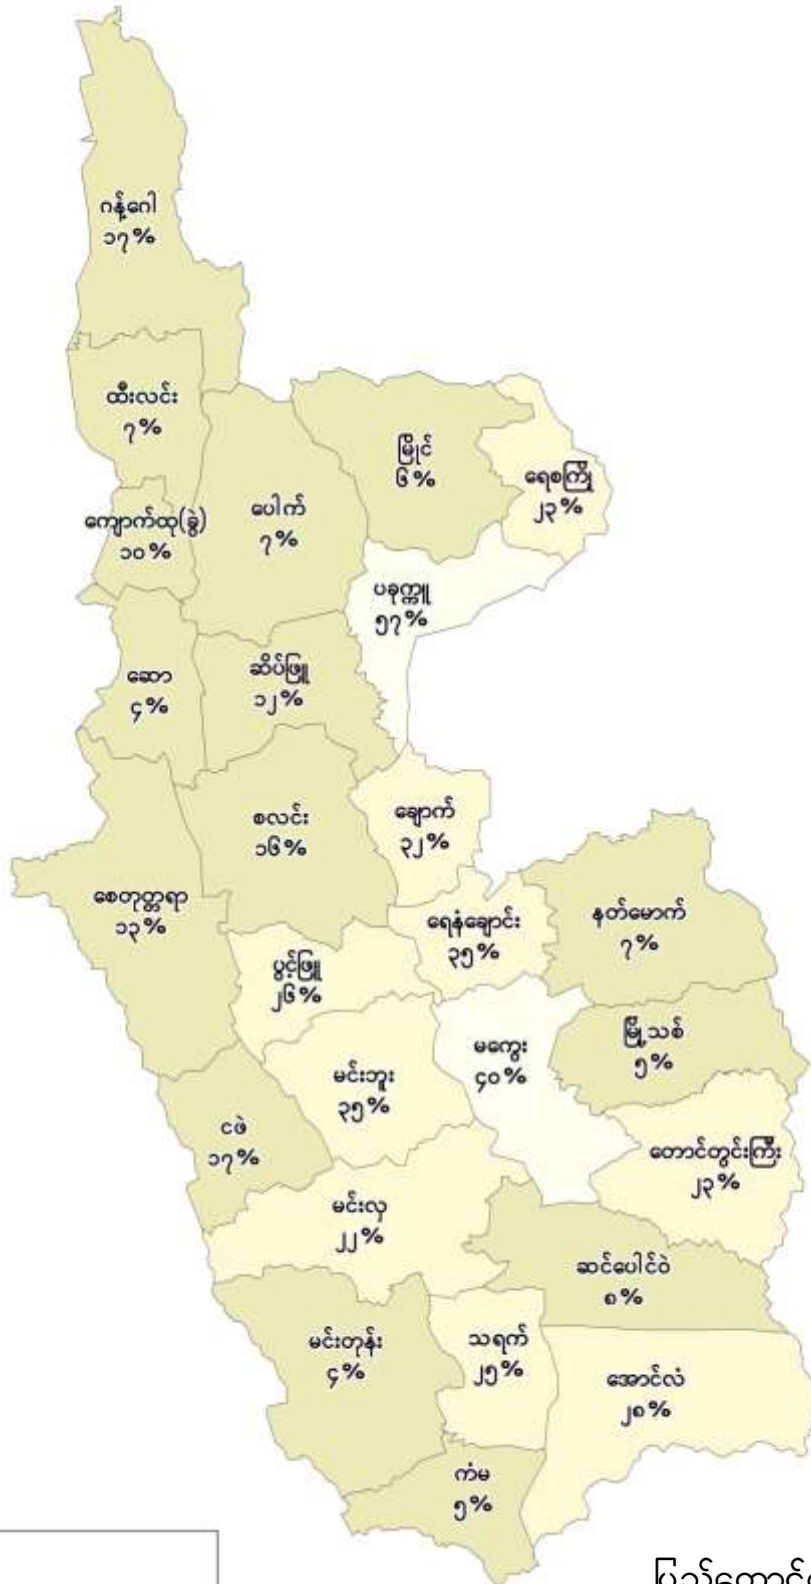 ဂန့်ဂေါ
၁၇%
ထီးလင်း
၇%
မြိုင်
၆%
ရေစကြို
၂၃%
ကျောက်ထု(ခွဲ)
၁၀%
ပေါက်
၇%
ပခုက္ကူ
၅၇%
ဆော
၄%
ဆိပ်ဖြူ
၁၂%
စလင်း
၁၆%
ချောက်
၃၂%
စေတုတ္တရာ
၁၃%
ရေနံချောင်း
၃၅%
နတ်မောက်
၇%
ပွင့်ဖြူ
၂၆%
မြို့သစ်
၅%
မကွေး
၄၀%
မင်းဘူး
၃၅%
ငဖဲ
၁၇%
တောင်တွင်းကြီး
၂၃%
မင်းလှ
၂၂%
ဆင်ပေါင်ဝဲ
၈%
မင်းတုန်း
၄%
သရက်
၂၅%
အောင်လံ
၂၈%
ကံမ
၅%